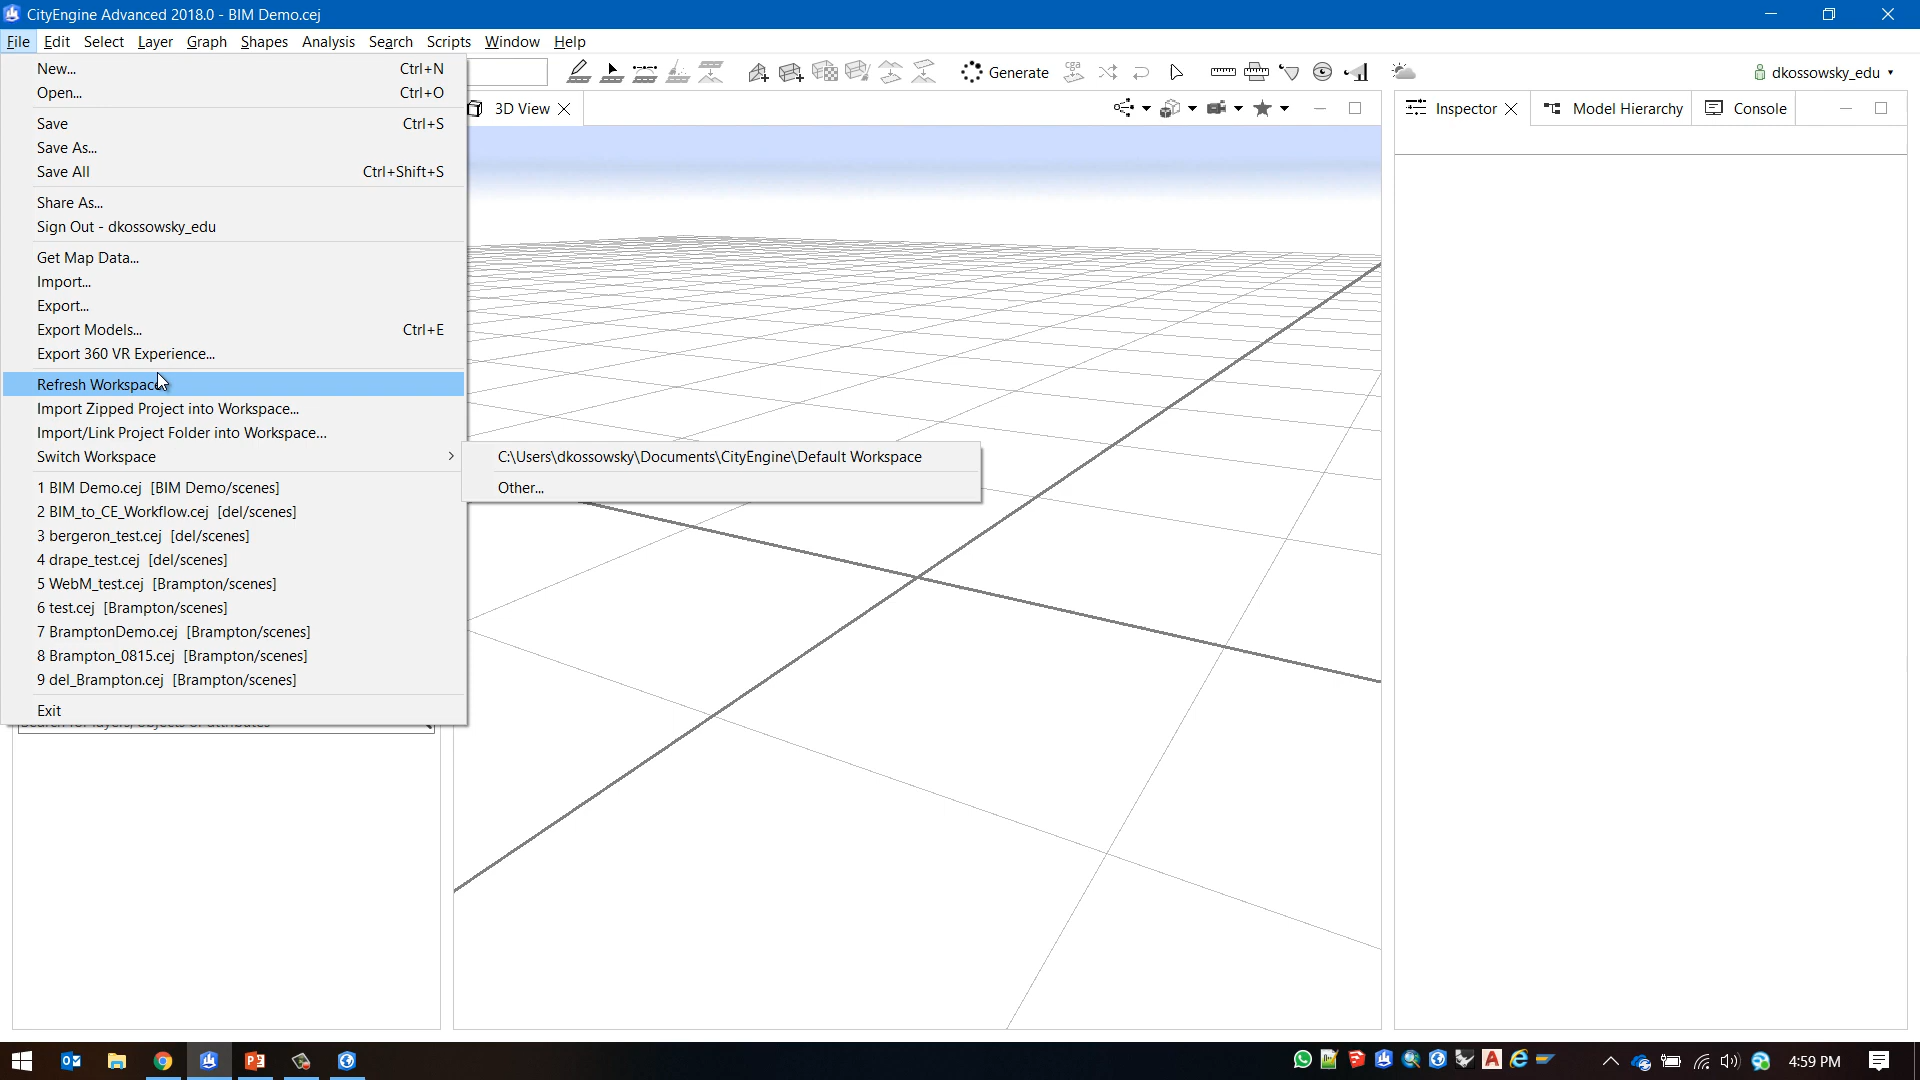 CityEngine Advanced 2018.0 - BIM Demo.cej
File Edit Select Layer Graph Shapes Analysis Search Scripts Window Help
New... Ctrl+N
Open... Ctrl+O
Save Ctrl+S
Save As...
Save All Ctrl+Shift+S
Share As...
Sign Out - dkossowsky_edu
Get Map Data...
Import...
Export...
Export Models... Ctrl+E
Export 360 VR Experience...
Refresh Workspace
Import Zipped Project into Workspace...
Import/Link Project Folder into Workspace...
Switch Workspace
1 BIM Demo.cej [BIM Demo/scenes]
2 BIM_to_CE_Workflow.cej [del/scenes]
3 bergeron_test.cej [del/scenes]
4 drape_test.cej [del/scenes]
5 WebM_test.cej [Brampton/scenes]
6 test.cej [Brampton/scenes]
7 BramptonDemo.cej [Brampton/scenes]
8 Brampton_0815.cej [Brampton/scenes]
9 del_Brampton.cej [Brampton/scenes]
Exit
C:\Users\dkossowsky\Documents\CityEngine\Default Workspace
Other...
Generate
cga
dkossowsky_edu
3D View
Inspector
Model Hierarchy
Console
4:59 PM